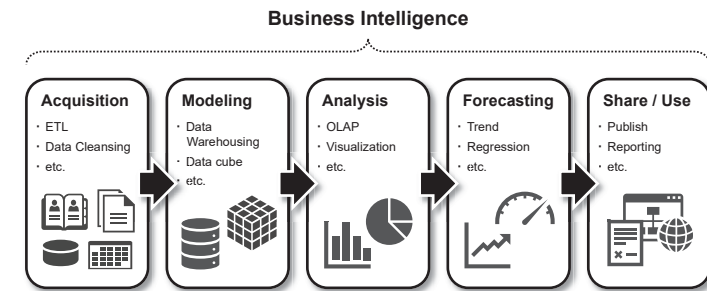 Business Intelligence
Acquisition
・ ETL
・ Data Cleansing
・ etc.
Modeling
・ Data
Warehousing
・ Data cube
・ etc.
Analysis
・ OLAP
・ Visualization
・ etc.
Forecasting
・ Trend
・ Regression
・ etc.
Share / Use
・ Publish
・ Reporting
・ etc.